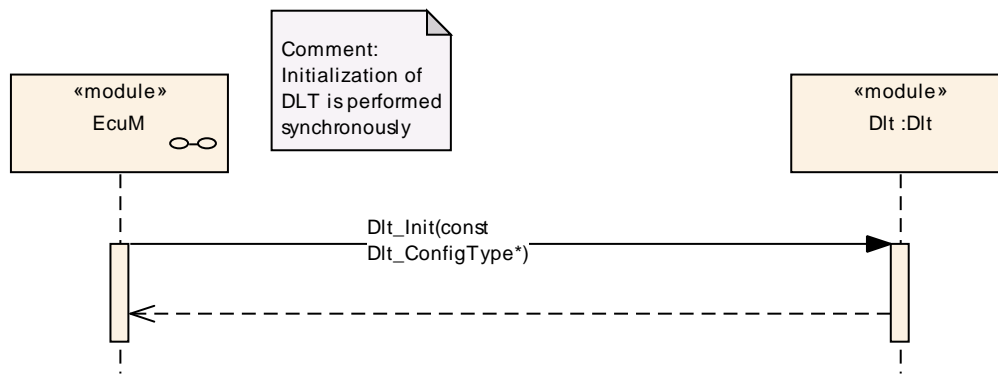 Comment:
Initialization of
DLT is performed
synchronously
«module»
EcuM
«module»
Dlt :Dlt
Dlt_Init(const
Dlt_ConfigType*)